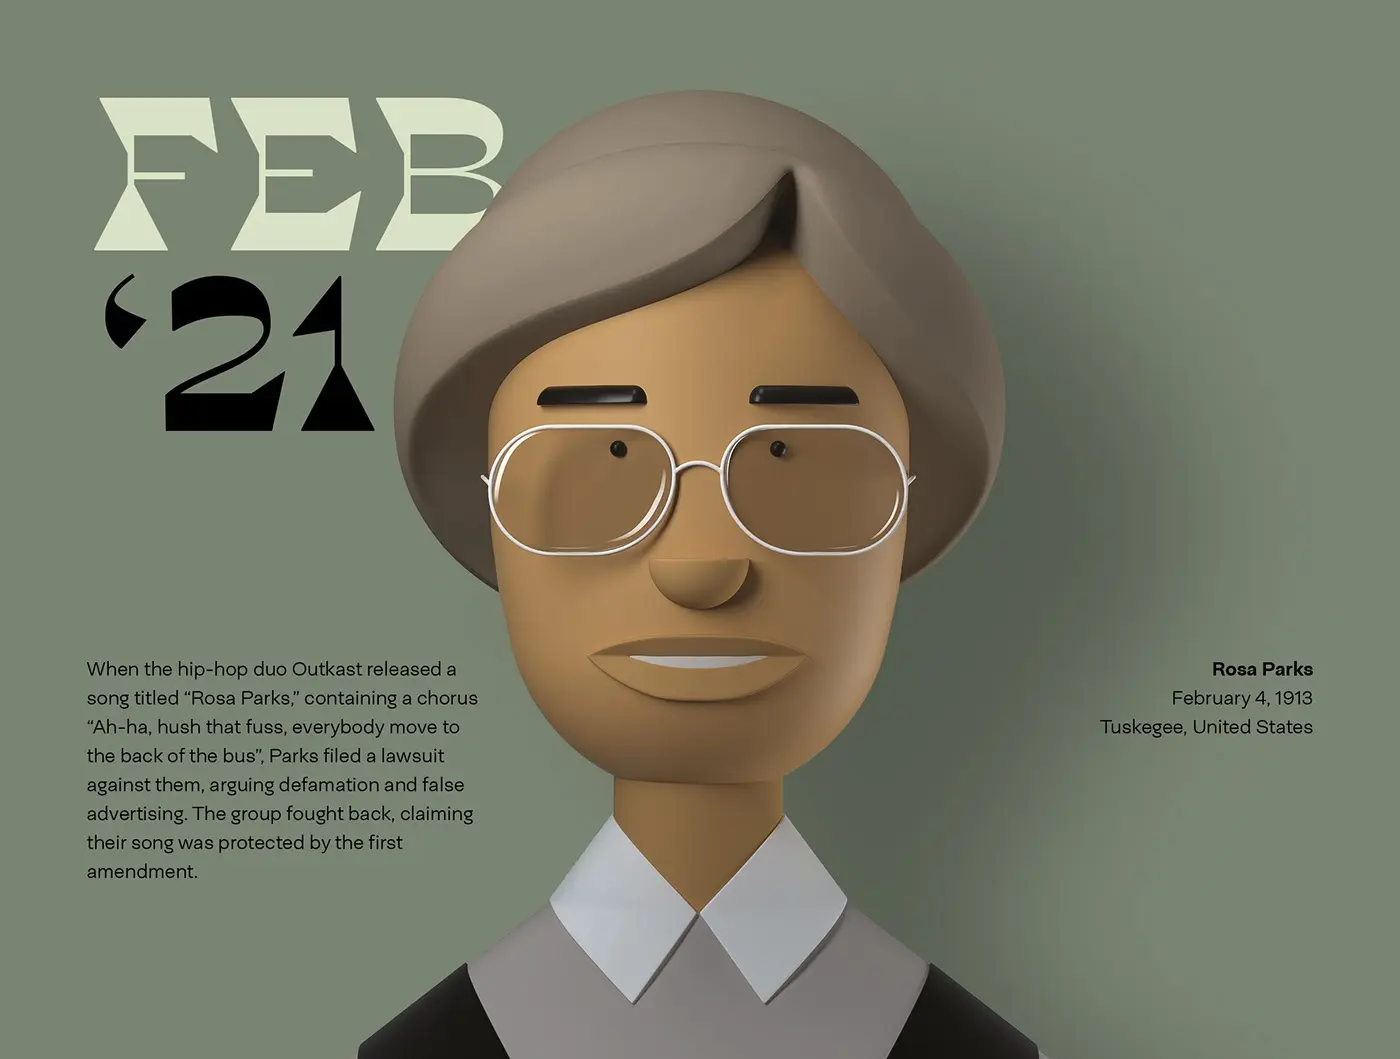 FEB
‘21
When the hip-hop duo Outkast released a
song titled “Rosa Parks,” containing a chorus
“Ah-ha, hush that fuss, everybody move to
the back of the bus”, Parks filed a lawsuit
against them, arguing defamation and false
advertising. The group fought back, claiming
their song was protected by the first
amendment.
Rosa Parks
February 4, 1913
Tuskegee, United States